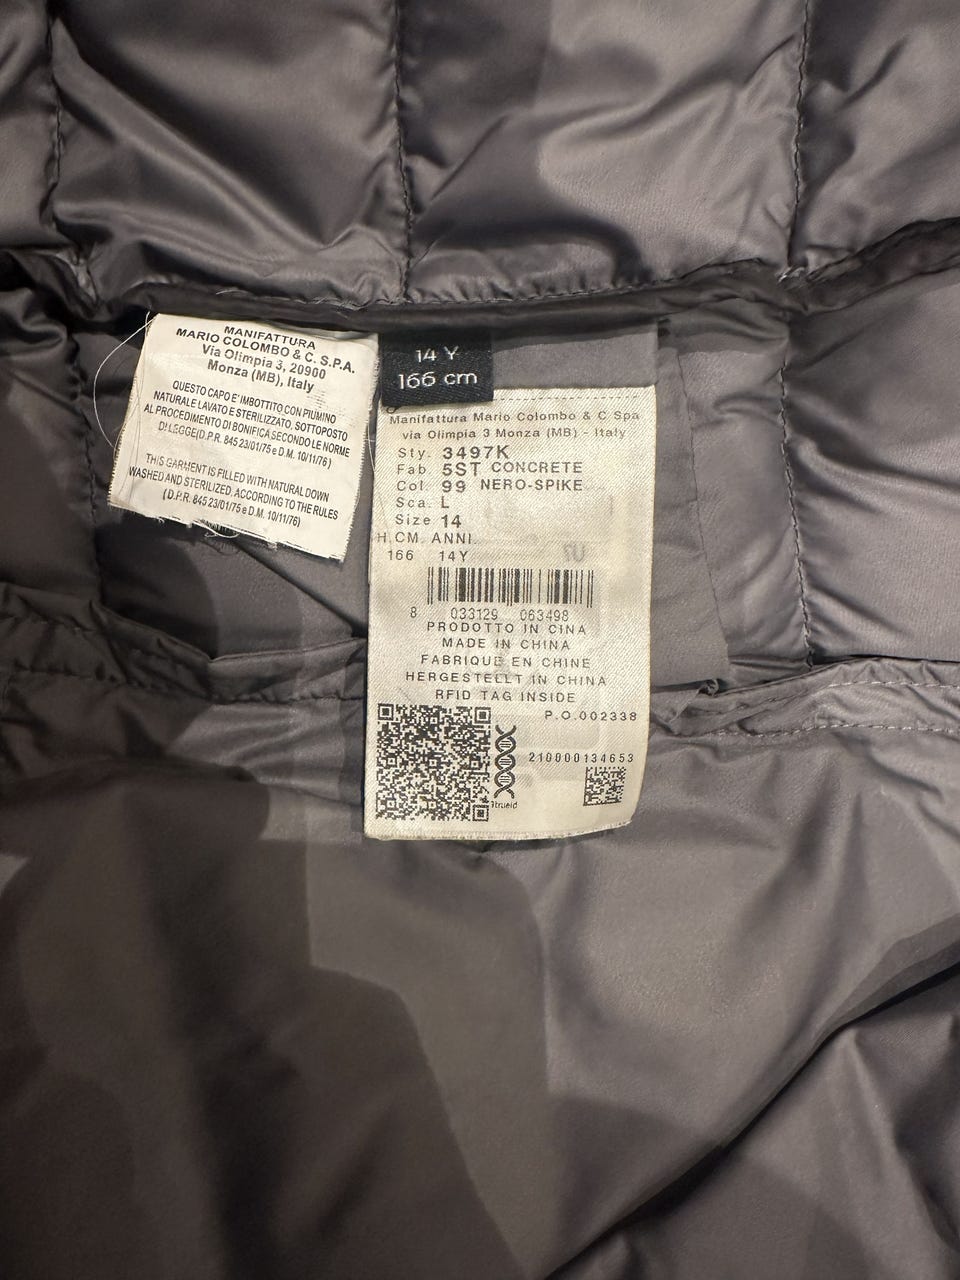 MANIFATTURA
MARIO COLOMBO & C. S.P.A.
Via Olimpia 3, 20900
Monza (MB), Italy
QUESTO CAPO E' IMBOTTITO CON PIUMINO
NATURALE LAVATO E STERILIZZATO, SOTTOPOSTO
AL PROCEDIMENTO DI BONIFICA SECONDO LE NORME
DI LEGGE (D.P.R. 845 23/01/75 e D.M. 10/11/76)
THIS GARMENT IS FILLED WITH NATURAL DOWN
WASHED AND STERILIZED, ACCORDING TO THE RULES
(D.P.R. 845 23/01/75 e D.M. 10/11/76)
14 Y
166 cm
Manifattura Mario Colombo & C Spa
via Olimpia 3 Monza (MB) - Italy
Sty. 3497K
Fab. 5ST CONCRETE
Col. 99 NERO-SPIKE
Sca. L
Size 14
H.CM. ANNI.
166 14Y
8 033129 063498
PRODOTTO IN CINA
MADE IN CHINA
FABRIQUE EN CHINE
HERGESTELLT IN CHINA
RFID TAG INSIDE
P.O.002338
210000134653
1trueid